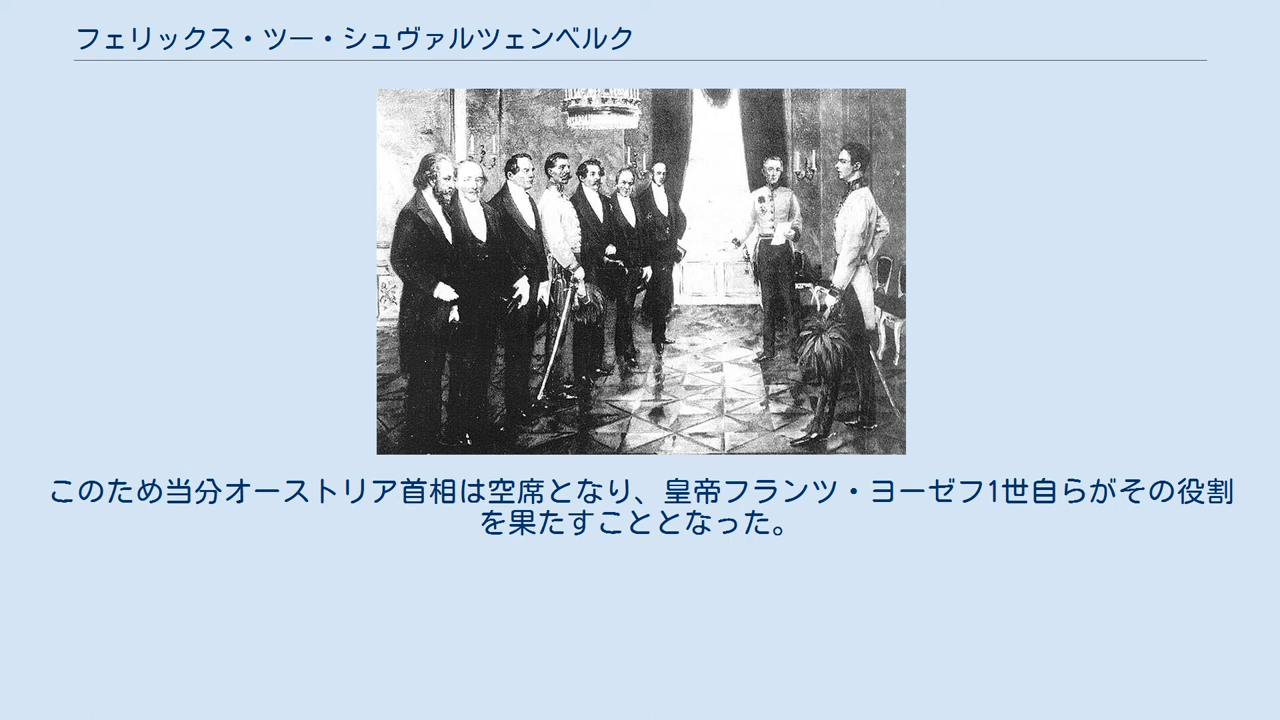 フェリックス・ツー・シュヴァルツェンベルク
このため当分オーストリア首相は空席となり、皇帝フランツ・ヨーゼフ1世自らがその役割
を果たすこととなった。